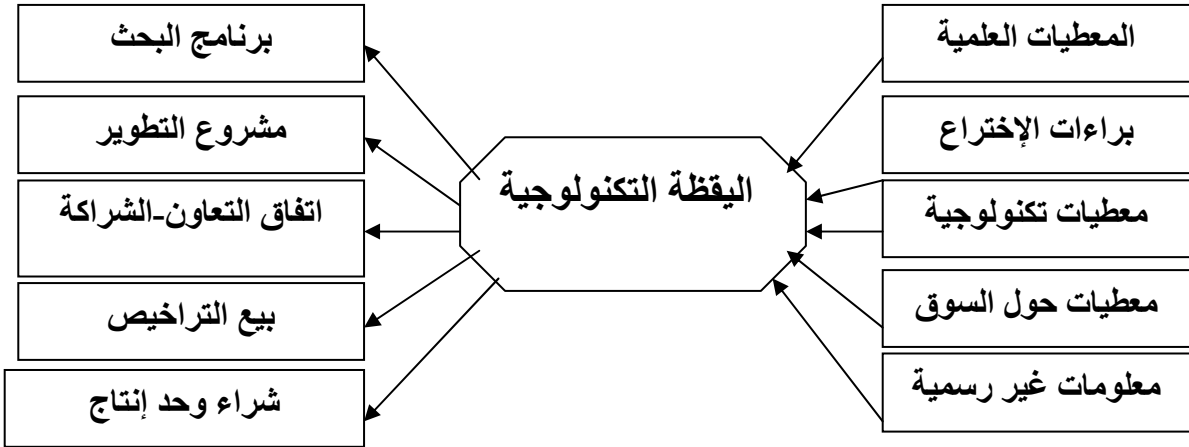 المعطيات العلمية
براءات الإختراع
معطيات تكنولوجية
معطيات حول السوق
معلومات غير رسمية
اليقظة التكنولوجية
برنامج البحث
مشروع التطوير
اتفاق التعاون-الشراكة
بيع التراخيص
شراء وحد إنتاج